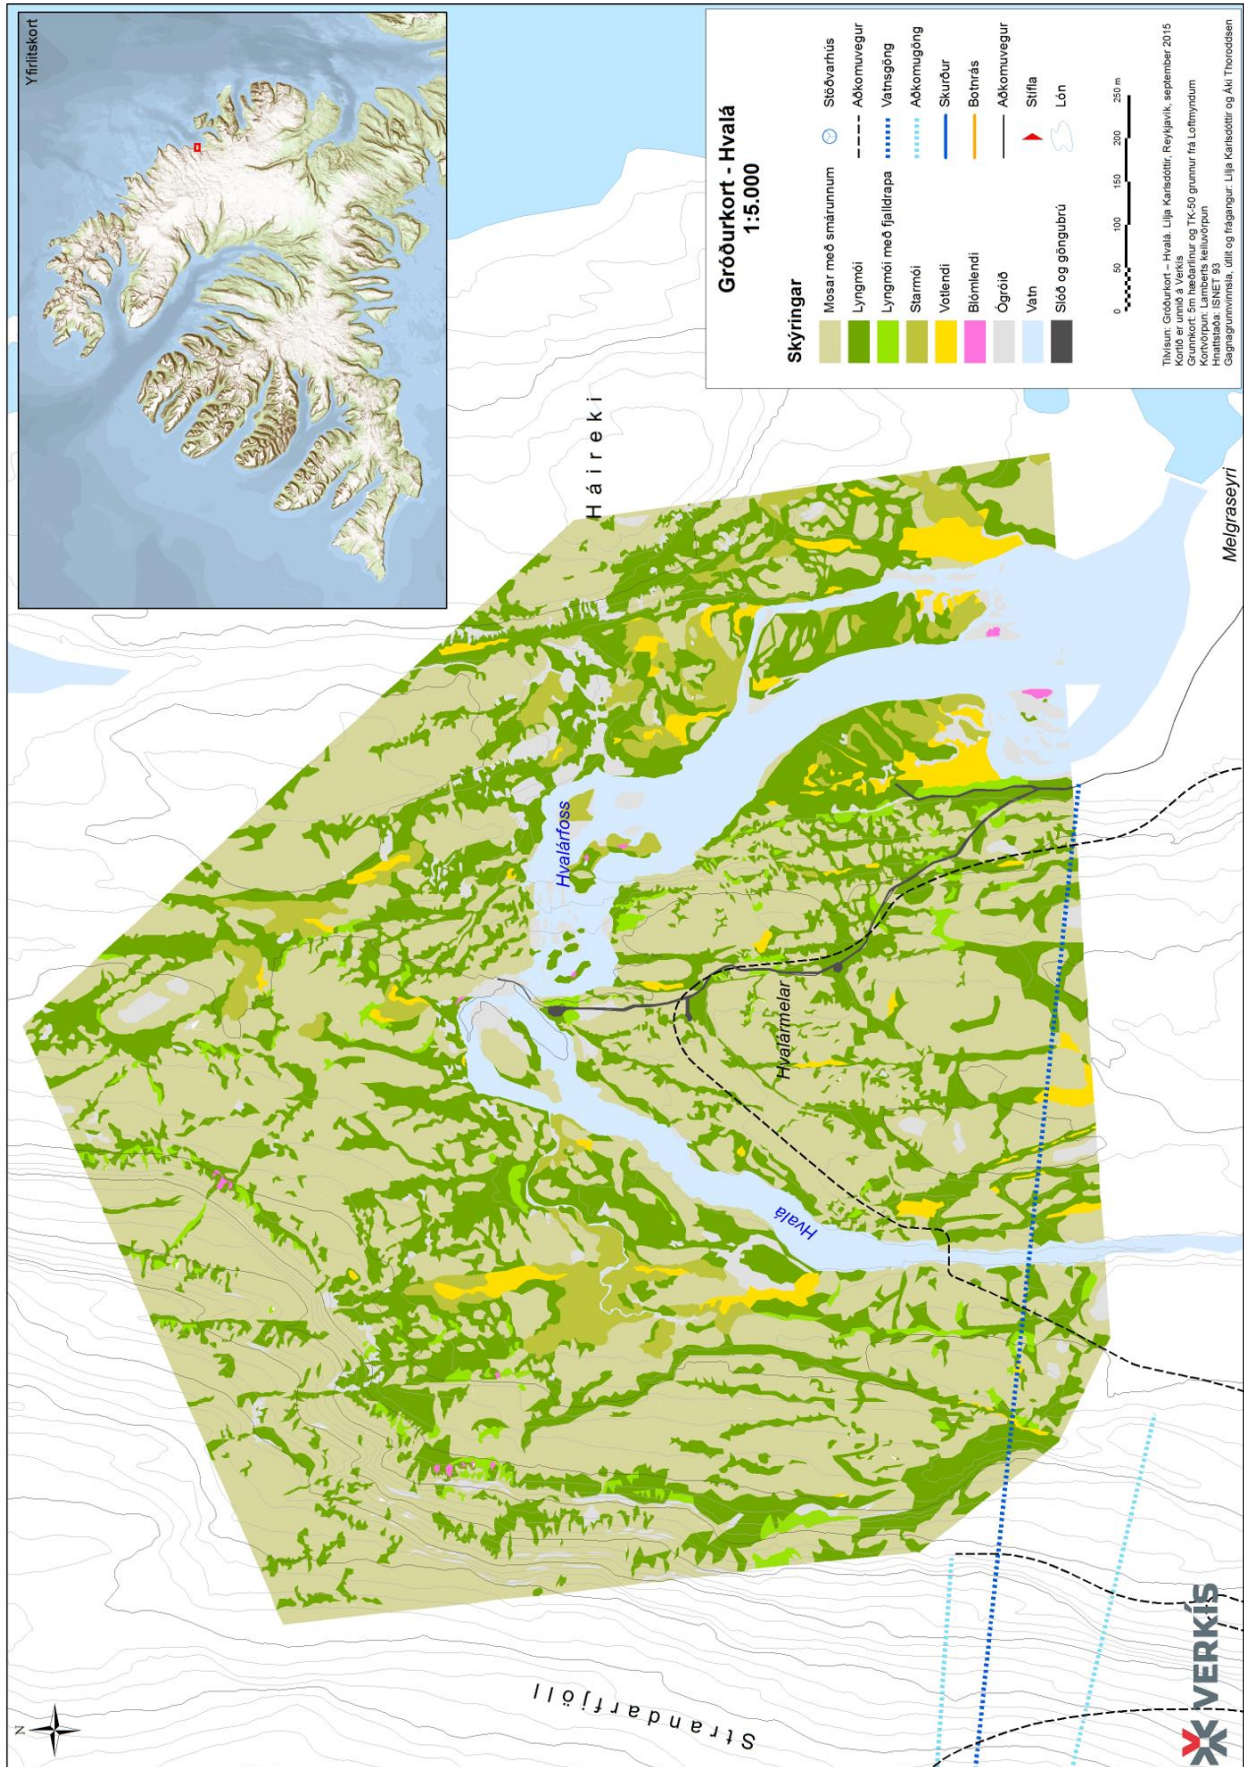 Yfirlitskort
Gróðurkort - Hvalá
1:5.000
Skýringar
Mosar með smárunnum
Lyngmói
Lyngmói með fjalldrapa
Starmói
Votlendi
Blómlendi
Ógróið
Vatn
Slóð og göngubrú
Stöðvarhús
Aðkomuvegur
Vatnsgöng
Aðkomugöng
Skurður
Botnrás
Aðkomuvegur
Stífla
Lón
0 50 100 150 200 250 m
Tilvísun: Gróðurkort – Hvalá. Lilja Karlsdóttir, Reykjavík, september 2015
Kortið er unnið á Verkís
Grunnkort: 5m hæðarlínur og TK-50 grunnur frá Loftmyndum
Kortvörpun: Lamberts keiluvörpun
Hnattstaða: ISNET 93
Gagnagrunnvinnsla, útlit og frágangur: Lilja Karlsdóttir og Áki Thoroddsen
Háireki
Hvalárfoss
Hvalá
Hvalármelar
Melgraseyri
Strandarfjöll
N
VERKÍS